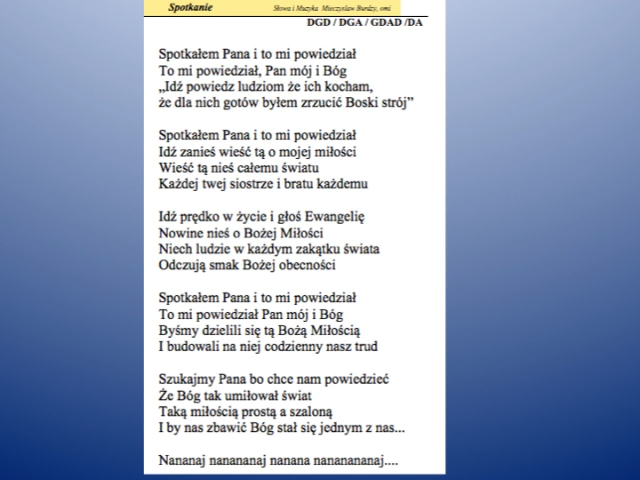 Spotkanie
Słowa i Muzyka Mieczysław Burdzy, omi
DGD / DGA / GDAD /DA
Spotkałem Pana i to mi powiedział
To mi powiedział, Pan mój i Bóg
„Idź powiedz ludziom że ich kocham,
że dla nich gotów byłem zrzucić Boski strój”
Spotkałem Pana i to mi powiedział
Idź zanieś wieść tą o mojej miłości
Wieść tą nieś całemu światu
Każdej twej siostrze i bratu każdemu
Idź prędko w życie i głoś Ewangelię
Nowine nieś o Bożej Miłości
Niech ludzie w każdym zakątku świata
Odczują smak Bożej obecności
Spotkałem Pana i to mi powiedział
To mi powiedział Pan mój i Bóg
Byśmy dzielili się tą Bożą Miłością
I budowali na niej codzienny nasz trud
Szukajmy Pana bo chce nam powiedzieć
Że Bóg tak umiłował świat
Taką miłością prostą a szaloną
I by nas zbawić Bóg stał się jednym z nas...
Nananaj nanananaj nanana nananananaj....